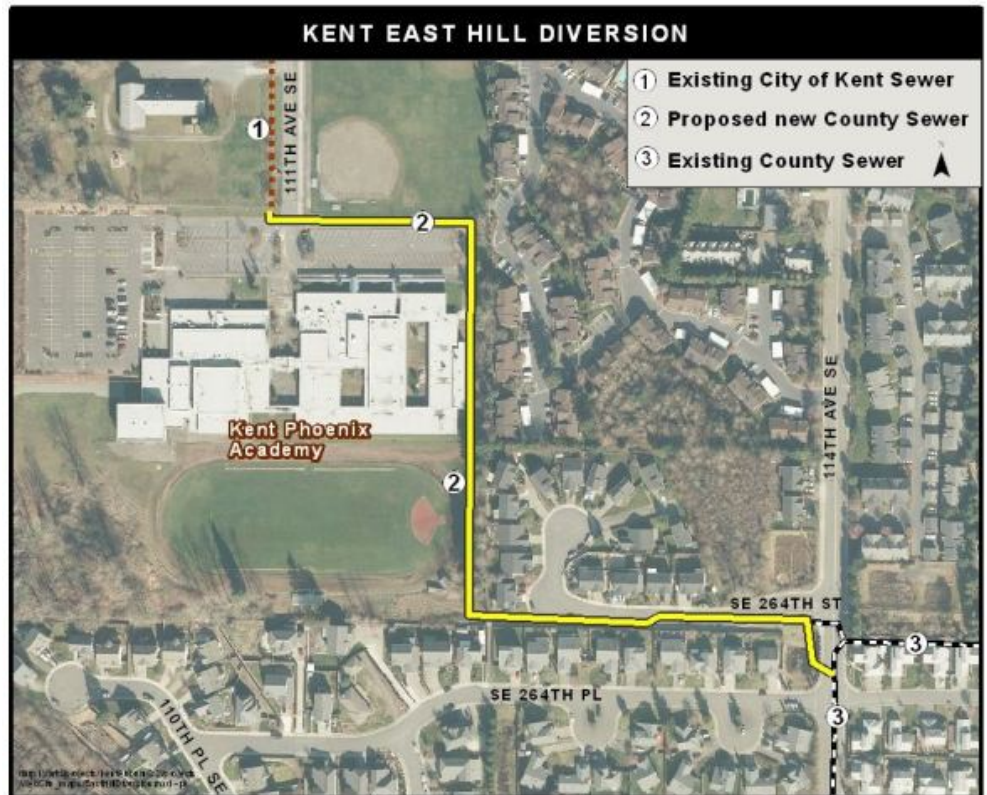 KENT EAST HILL DIVERSION
1 Existing City of Kent Sewer
2 Proposed new County Sewer
3 Existing County Sewer
N
1
111TH AVE SE
2
114TH AVE SE
Kent Phoenix
Academy
2
SE 264TH ST
3
SE 264TH PL
3
110TH PL SE